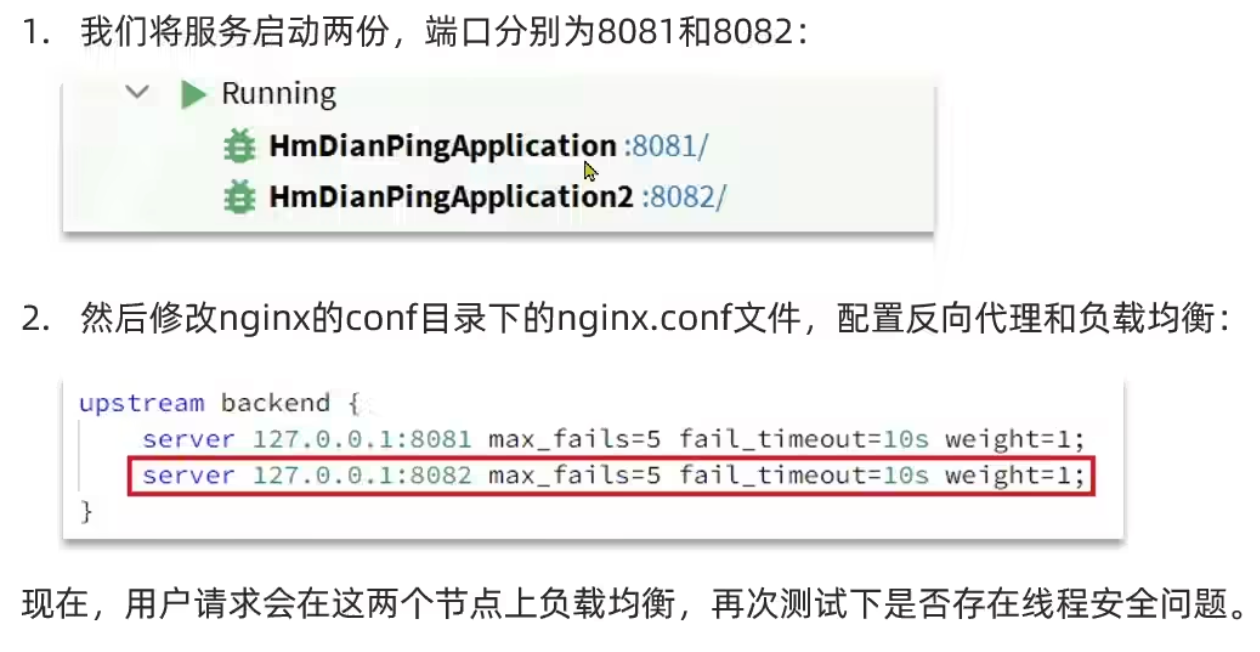 1. 我们将服务启动两份，端口分别为8081和8082：
Running
HmDianPingApplication :8081/
HmDianPingApplication2 :8082/
2. 然后修改nginx的conf目录下的nginx.conf文件，配置反向代理和负载均衡：
upstream backend {
server 127.0.0.1:8081 max_fails=5 fail_timeout=10s weight=1;
server 127.0.0.1:8082 max_fails=5 fail_timeout=10s weight=1;
}
现在，用户请求会在这两个节点上负载均衡，再次测试下是否存在线程安全问题。